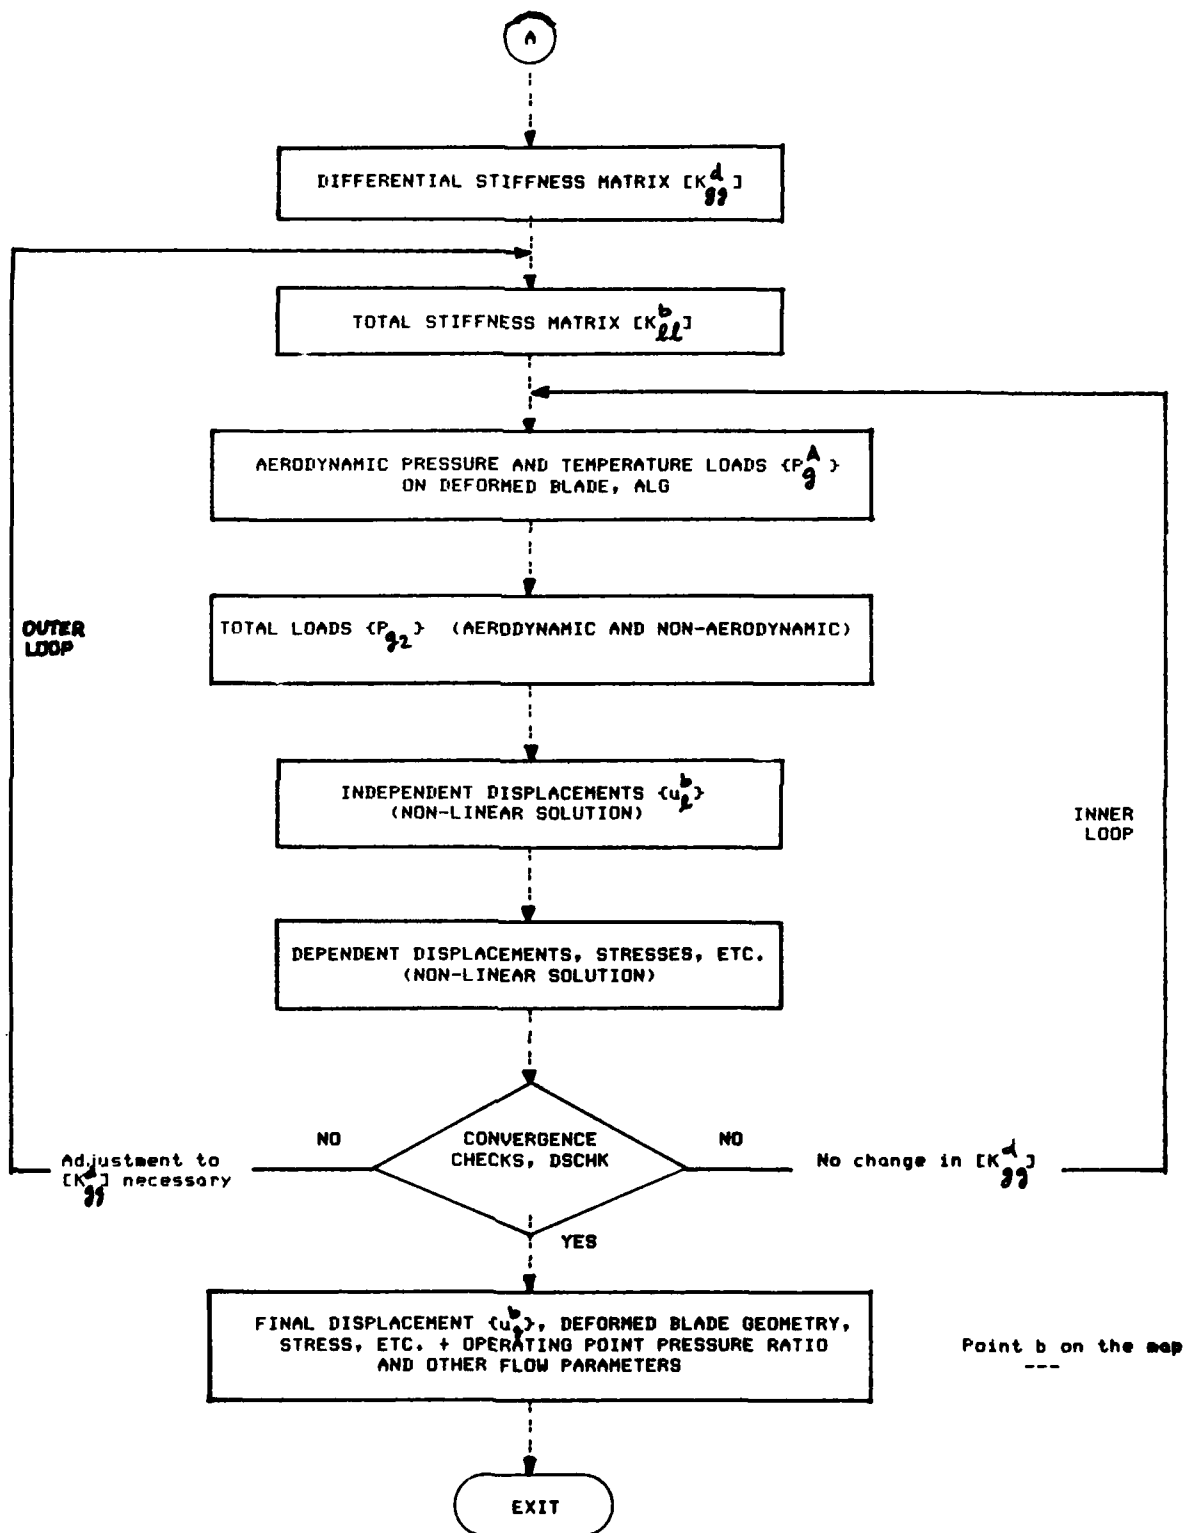 A
DIFFERENTIAL STIFFNESS MATRIX [K^d_gg]
TOTAL STIFFNESS MATRIX [K^b_ll]
AERODYNAMIC PRESSURE AND TEMPERATURE LOADS {P^A_g}
ON DEFORMED BLADE, ALG
TOTAL LOADS {P_g2} (AERODYNAMIC AND NON-AERODYNAMIC)
OUTER
LOOP
INDEPENDENT DISPLACEMENTS {u^b_l}
(NON-LINEAR SOLUTION)
INNER
LOOP
DEPENDENT DISPLACEMENTS, STRESSES, ETC.
(NON-LINEAR SOLUTION)
NO
CONVERGENCE
CHECKS, DSCHK
NO
Adjustment to
[K^d_gg] necessary
No change in [K^d_gg]
YES
FINAL DISPLACEMENT {u^b_g}, DEFORMED BLADE GEOMETRY,
STRESS, ETC. + OPERATING POINT PRESSURE RATIO
AND OTHER FLOW PARAMETERS
Point b on the map
---
EXIT